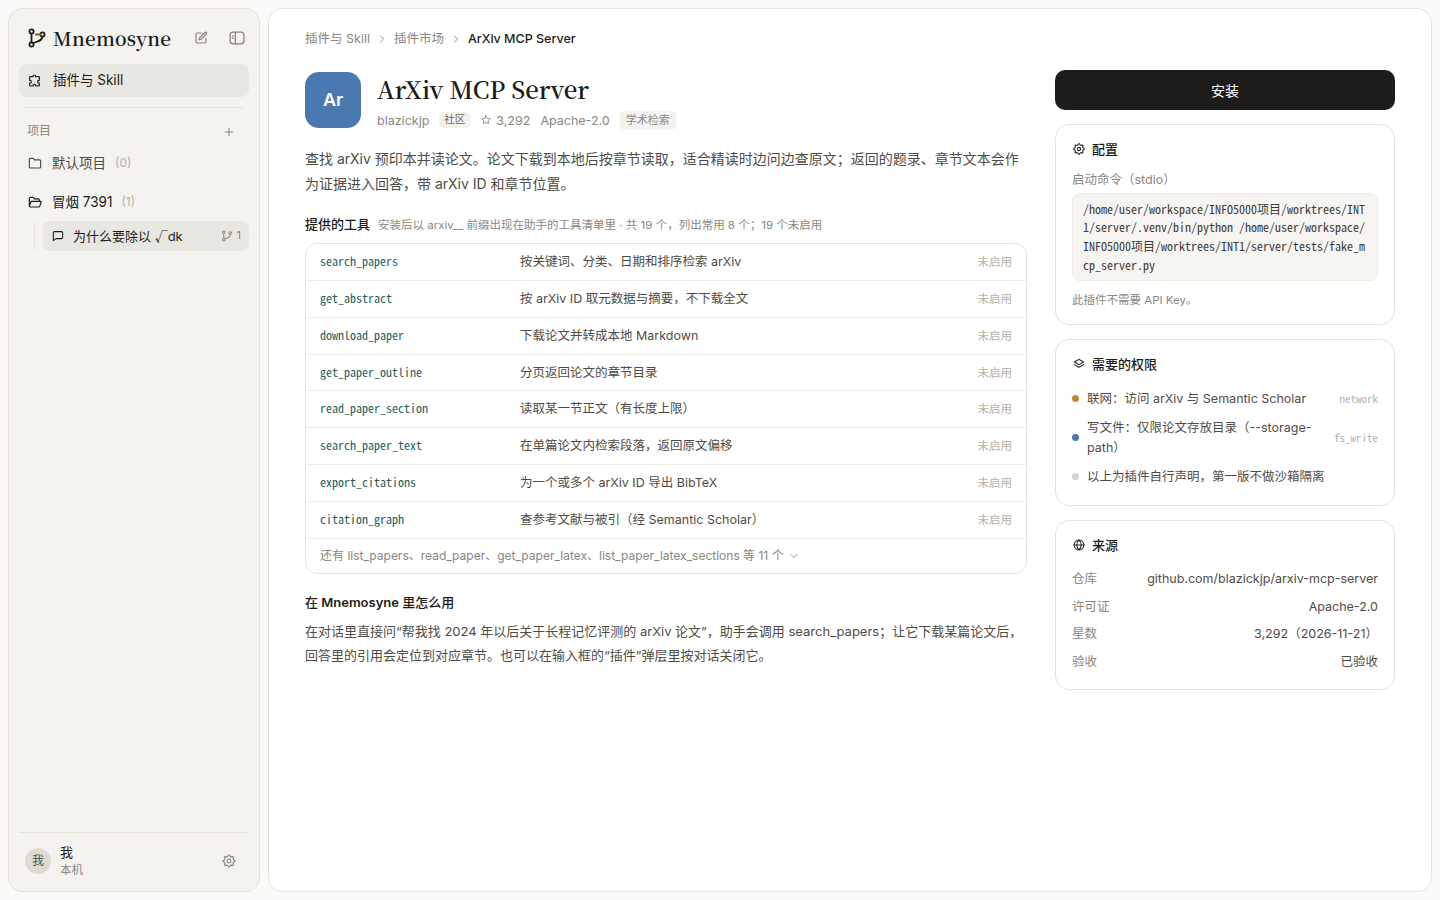 Mnemosyne
插件与 Skill
项目
默认项目 (0)
冒烟 7391 (1)
为什么要除以 √dk 1
我
我
本机
插件与 Skill > 插件市场 > ArXiv MCP Server
Ar
ArXiv MCP Server
blazickjp 社区 3,292 Apache-2.0 学术检索
查找 arXiv 预印本并读论文。论文下载到本地后按章节读取，适合精读时边问边查原文；返回的题录、章节文本会作
为证据进入回答，带 arXiv ID 和章节位置。
提供的工具 安装后以 arxiv__ 前缀出现在助手的工具清单里 · 共 19 个，列出常用 8 个；19 个未启用
search_papers 按关键词、分类、日期和排序检索 arXiv 未启用
get_abstract 按 arXiv ID 取元数据与摘要，不下载全文 未启用
download_paper 下载论文并转成本地 Markdown 未启用
get_paper_outline 分页返回论文的章节目录 未启用
read_paper_section 读取某一节正文（有长度上限） 未启用
search_paper_text 在单篇论文内检索段落，返回原文偏移 未启用
export_citations 为一个或多个 arXiv ID 导出 BibTeX 未启用
citation_graph 查参考文献与被引（经 Semantic Scholar） 未启用
还有 list_papers、read_paper、get_paper_latex、list_paper_latex_sections 等 11 个
在 Mnemosyne 里怎么用
在对话里直接问“帮我找 2024 年以后关于长程记忆评测的 arXiv 论文”，助手会调用 search_papers；让它下载某篇论文后，
回答里的引用会定位到对应章节。也可以在输入框的“插件”弹层里按对话关闭它。
安装
配置
启动命令（stdio）
/home/user/workspace/INFO5000项目/worktrees/INT
1/server/.venv/bin/python /home/user/workspace/
INFO5000项目/worktrees/INT1/server/tests/fake_m
cp_server.py
此插件不需要 API Key。
需要的权限
联网：访问 arXiv 与 Semantic Scholar network
写文件：仅限论文存放目录（--storage-
path） fs_write
以上为插件自行声明，第一版不做沙箱隔离
来源
仓库 github.com/blazickjp/arxiv-mcp-server
许可证 Apache-2.0
星数 3,292（2026-11-21）
验收 已验收